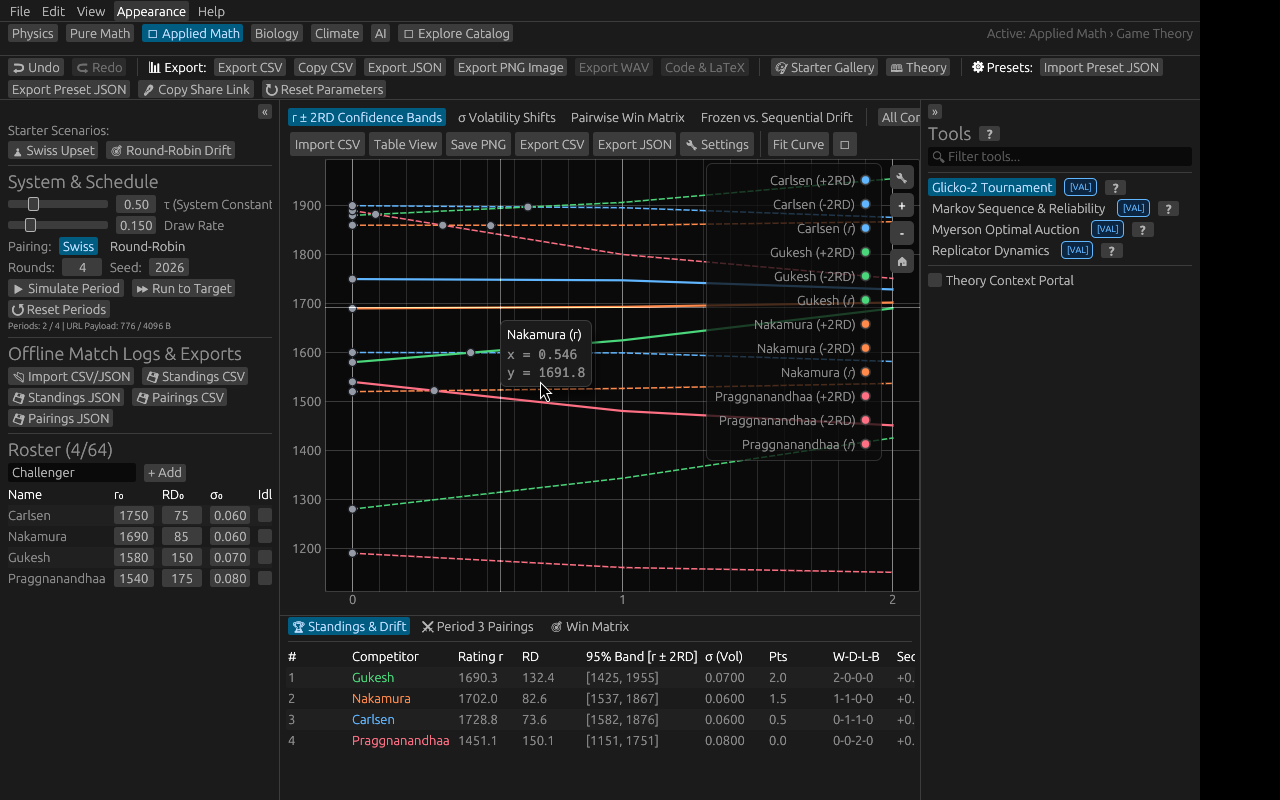 File Edit View Appearance Help
Physics Pure Math Applied Math Biology Climate AI Explore Catalog Active: Applied Math › Game Theory
Undo Redo Export: Export CSV Copy CSV Export JSON Export PNG Image Export WAV Code & LaTeX Starter Gallery Theory Presets: Import Preset JSON
Export Preset JSON Copy Share Link Reset Parameters
«
Starter Scenarios:
Swiss Upset Round-Robin Drift
System & Schedule
0.50 τ (System Constant
0.150 Draw Rate
Pairing: Swiss Round-Robin
Rounds: 4 Seed: 2026
Simulate Period Run to Target
Reset Periods
Periods: 2 / 4 | URL Payload: 776 / 4096 B
Offline Match Logs & Exports
Import CSV/JSON Standings CSV
Standings JSON Pairings CSV
Pairings JSON
Roster (4/64)
Challenger + Add
Name r₀ RD₀ σ₀ Idl
Carlsen 1750 75 0.060
Nakamura 1690 85 0.060
Gukesh 1580 150 0.070
Praggnanandhaa 1540 175 0.080
r ± 2RD Confidence Bands σ Volatility Shifts Pairwise Win Matrix Frozen vs. Sequential Drift All Cor
Import CSV Table View Save PNG Export CSV Export JSON Settings Fit Curve
1900
1800
1700
1600
1500
1400
1300
1200
0 1 2
Nakamura (r)
x = 0.546
y = 1691.8
Carlsen (+2RD)
Carlsen (-2RD)
Carlsen (r)
Gukesh (+2RD)
Gukesh (-2RD)
Gukesh (r)
Nakamura (+2RD)
Nakamura (-2RD)
Nakamura (r)
Praggnanandhaa (+2RD)
Praggnanandhaa (-2RD)
Praggnanandhaa (r)
+
-
Standings & Drift Period 3 Pairings Win Matrix
# Competitor Rating r RD 95% Band [r ± 2RD] σ (Vol) Pts W-D-L-B Sec
1 Gukesh 1690.3 132.4 [1425, 1955] 0.0700 2.0 2-0-0-0 +0.
2 Nakamura 1702.0 82.6 [1537, 1867] 0.0600 1.5 1-1-0-0 +0.
3 Carlsen 1728.8 73.6 [1582, 1876] 0.0600 0.5 0-1-1-0 +0.
4 Praggnanandhaa 1451.1 150.1 [1151, 1751] 0.0800 0.0 0-0-2-0 +0.
»
Tools ?
Filter tools...
Glicko-2 Tournament [VAL] ?
Markov Sequence & Reliability [VAL] ?
Myerson Optimal Auction [VAL] ?
Replicator Dynamics [VAL] ?
Theory Context Portal